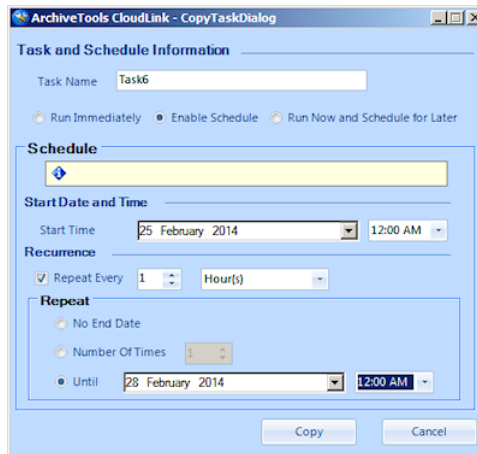 ArchiveTools CloudLink - CopyTaskDialog
Task and Schedule Information
Task Name Task6
Run Immediately Enable Schedule Run Now and Schedule for Later
Schedule
Start Date and Time
Start Time 25 February 2014 12:00 AM
Recurrence
Repeat Every 1 Hour(s)
Repeat
No End Date
Number Of Times 1
Until 28 February 2014 12:00 AM
Copy Cancel